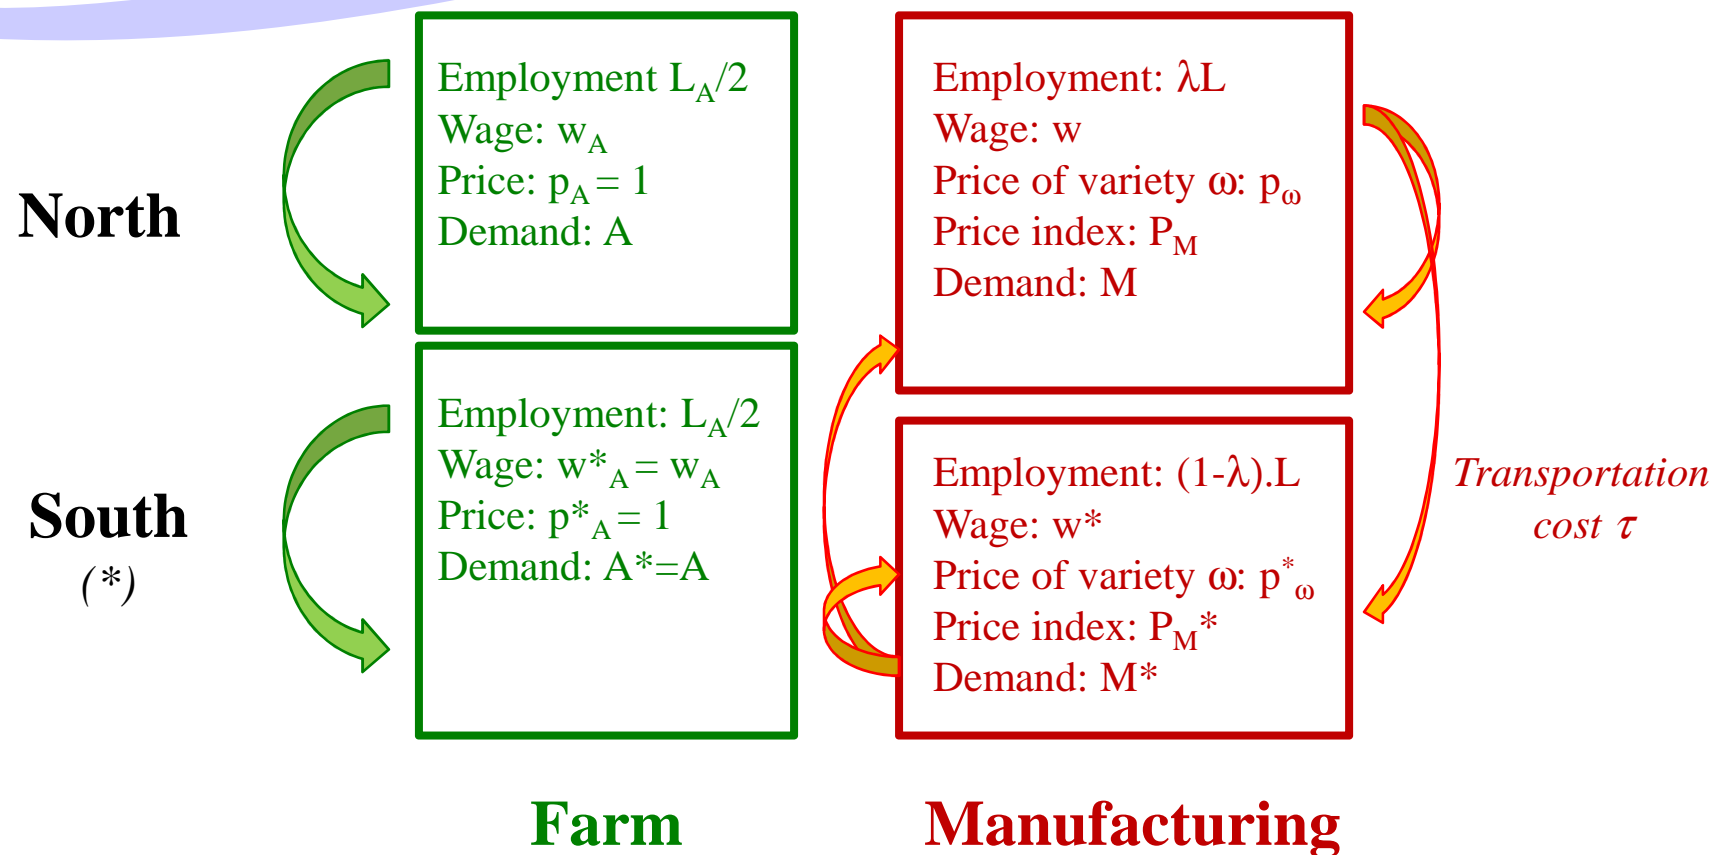 North
Employment L_A/2
Wage: w_A
Price: p_A = 1
Demand: A
Employment: λL
Wage: w
Price of variety ω: p_ω
Price index: P_M
Demand: M
South
(*)
Employment: L_A/2
Wage: w*_A = w_A
Price: p*_A = 1
Demand: A*=A
Employment: (1-λ).L
Wage: w*
Price of variety ω: p*_ω
Price index: P_M*
Demand: M*
Transportation
cost τ
Farm
Manufacturing